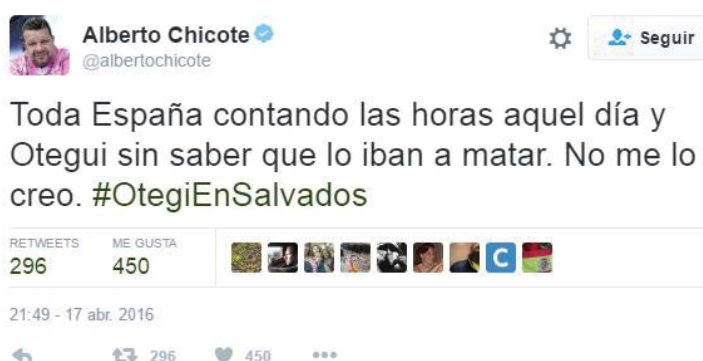 Alberto Chicote
Seguir
@albertochicote
Toda España contando las horas aquel día y
Otegui sin saber que lo iban a matar. No me lo
creo. #OtegiEnSalvados
RETWEETS ME GUSTA
296 450
C
21:49 - 17 abr. 2016
296 450